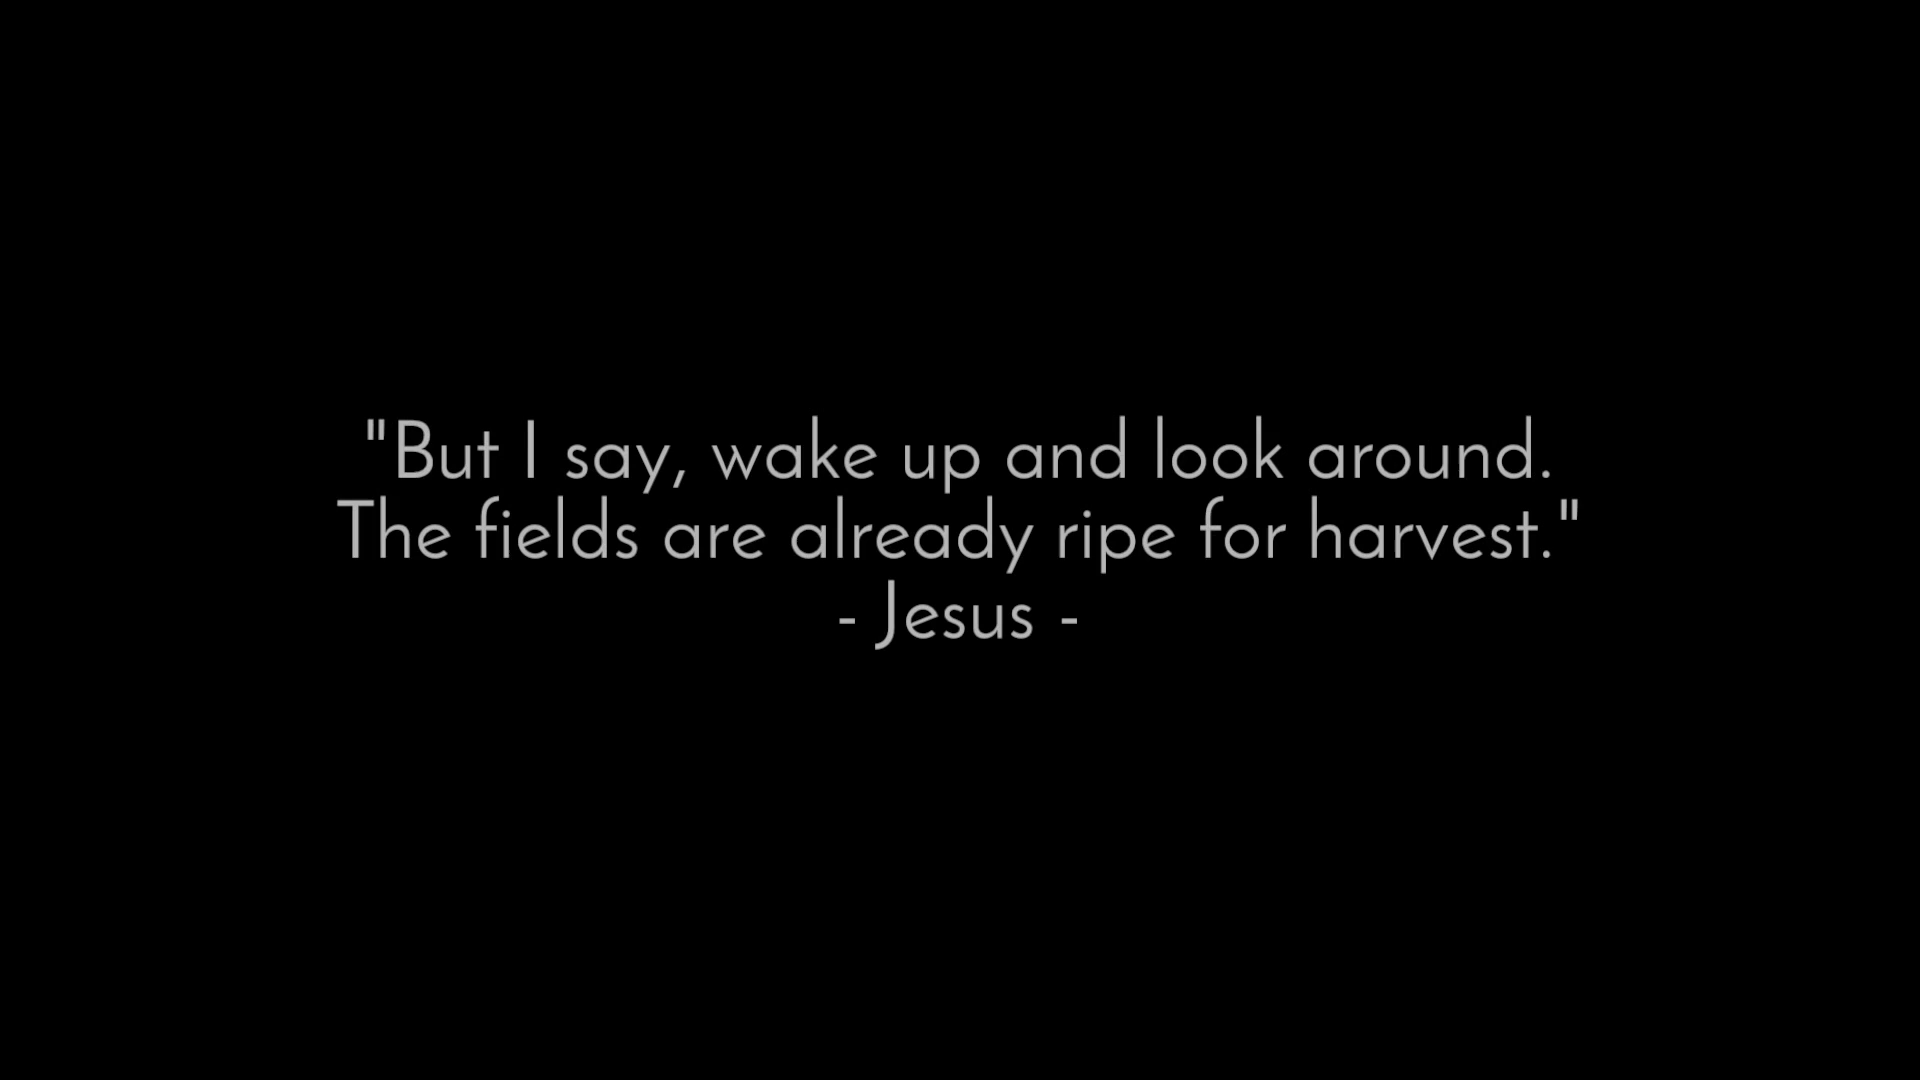 "But I say, wake up and look around.
The fields are already ripe for harvest."
- Jesus -